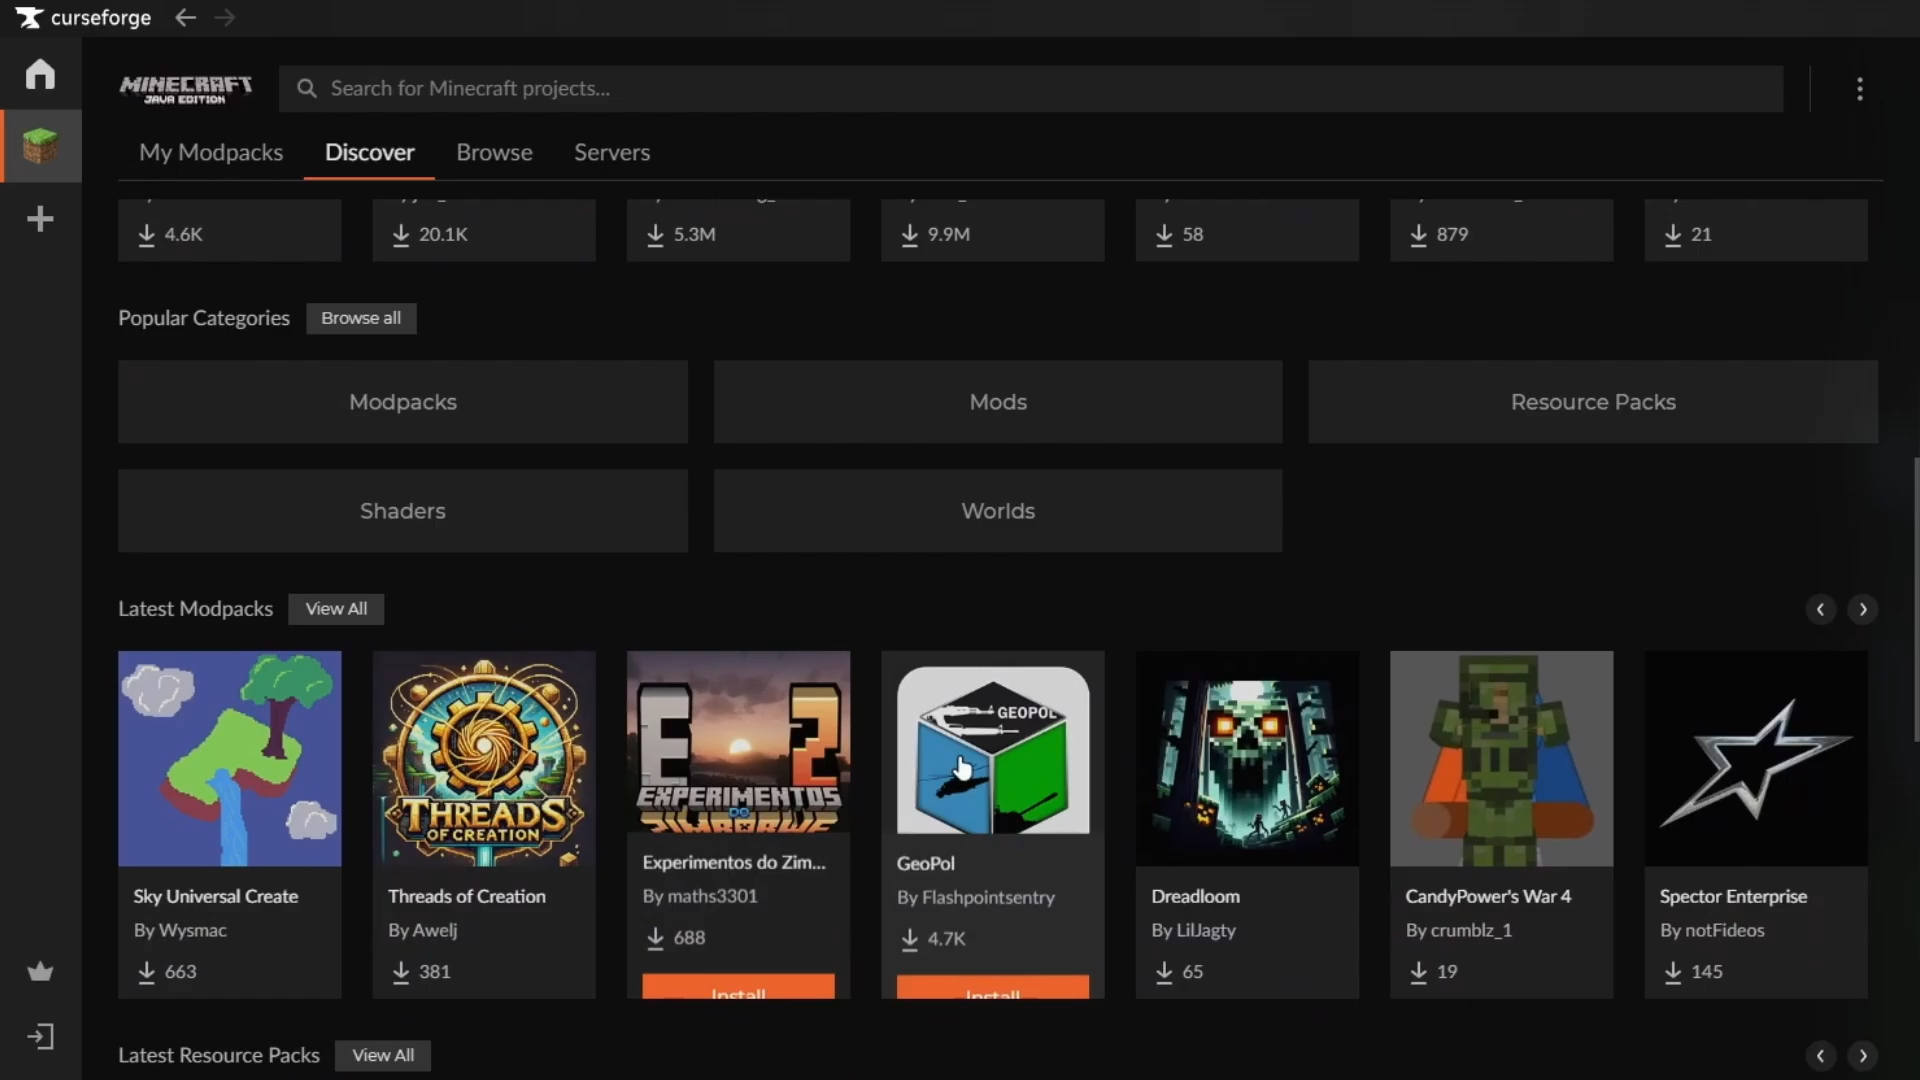 curseforge
MINECRAFT
JAVA EDITION
Search for Minecraft projects...
My Modpacks Discover Browse Servers
4.6K 20.1K 5.3M 9.9M 58 879 21
Popular Categories Browse all
Modpacks Mods Resource Packs
Shaders Worlds
Latest Modpacks View All
GEOPOL
E 2
EXPERIMENTOS
DO
THREADS
OF CREATION
Sky Universal Create
By Wysmac
663
Threads of Creation
By Awelj
381
Experimentos do Zim...
By maths3301
688
Install
GeoPol
By Flashpointsentry
4.7K
Install
Dreadloom
By LilJagty
65
CandyPower's War 4
By crumblz_1
19
Spector Enterprise
By notFideos
145
Latest Resource Packs View All